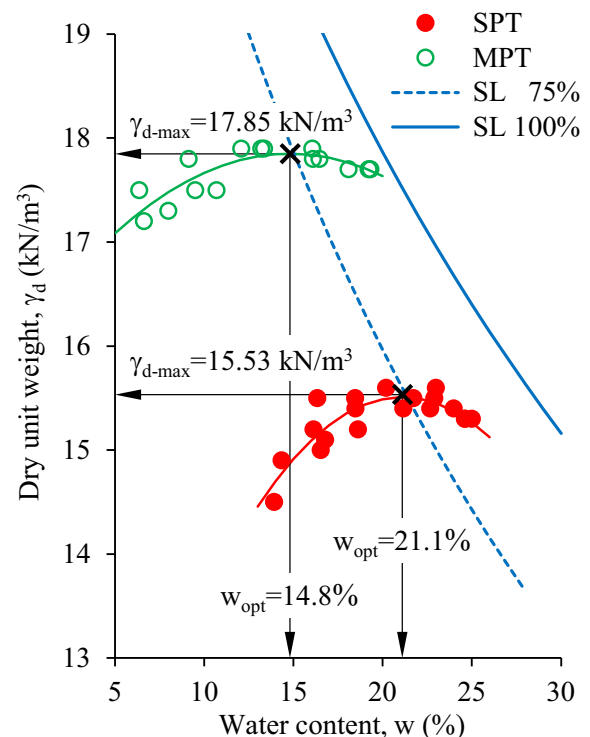 19
18
17
16
15
14
13
5
10
15
20
25
30
Dry unit weight, γd (kN/m³)
Water content, w (%)
SPT
MPT
SL 75%
SL 100%
γd-max=17.85 kN/m³
γd-max=15.53 kN/m³
wopt=21.1%
wopt=14.8%